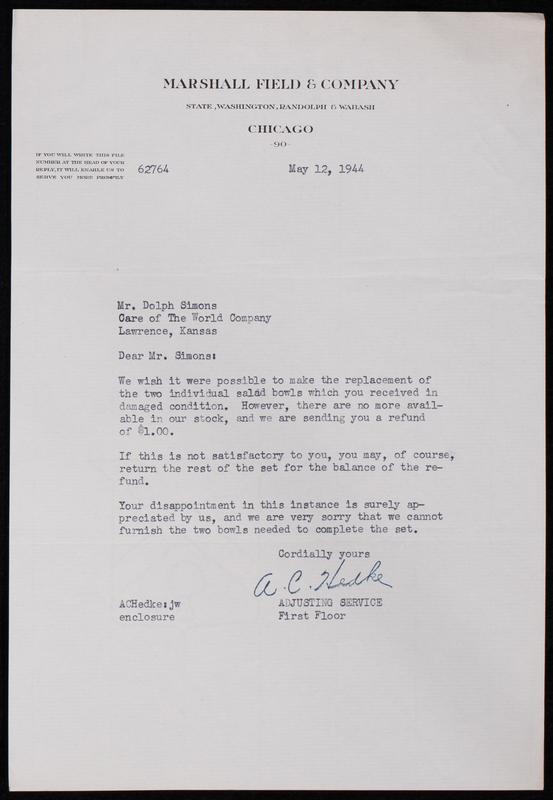 MARSHALL FIELD & COMPANY
STATE, WASHINGTON, RANDOLPH & WABASH
CHICAGO
-90-
IF YOU WILL WRITE THIS FILE
NUMBER AT THE HEAD OF YOUR
REPLY, IT WILL ENABLE US TO
SERVE YOU MORE PROMPTLY
62764
May 12, 1944
Mr. Dolph Simons
Care of The World Company
Lawrence, Kansas
Dear Mr. Simons:
We wish it were possible to make the replacement of
the two individual salad bowls which you received in
damaged condition. However, there are no more avail-
able in our stock, and we are sending you a refund
of $1.00.
If this is not satisfactory to you, you may, of course,
return the rest of the set for the balance of the re-
fund.
Your disappointment in this instance is surely ap-
preciated by us, and we are very sorry that we cannot
furnish the two bowls needed to complete the set.
Cordially yours
A. C. Hedke
ACHedke:jw
ADJUSTING SERVICE
enclosure
First Floor